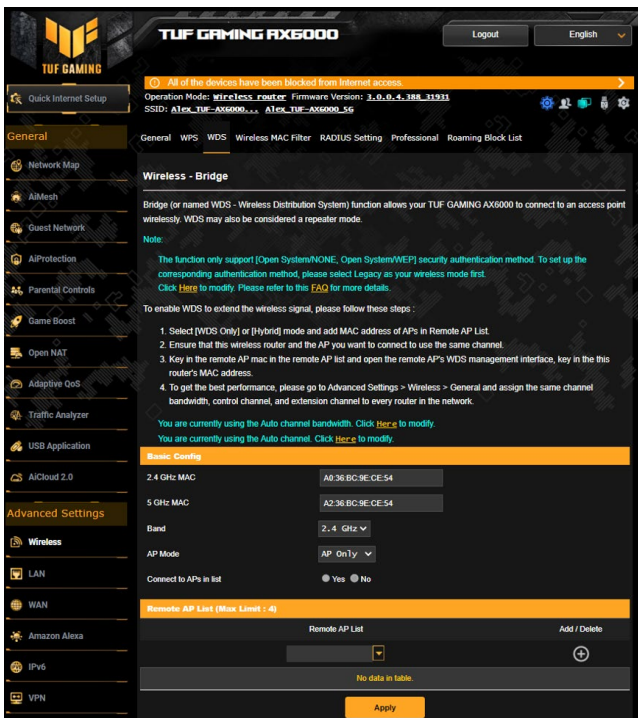 TUF GAMING
TUF GAMING AX6000
Logout
English
All of the devices have been blocked from Internet access.
Quick Internet Setup
Operation Mode: Wireless router Firmware Version: 3.0.0.4.388_31931
SSID: Alex_TUF-AX6000... Alex_TUF-AX6000_5G
General
Network Map
AiMesh
Guest Network
AiProtection
Parental Controls
Game Boost
Open NAT
Adaptive QoS
Traffic Analyzer
USB Application
AiCloud 2.0
Advanced Settings
Wireless
LAN
WAN
Amazon Alexa
IPv6
VPN
General WPS WDS Wireless MAC Filter RADIUS Setting Professional Roaming Block List
Wireless - Bridge
Bridge (or named WDS - Wireless Distribution System) function allows your TUF GAMING AX6000 to connect to an access point
wirelessly. WDS may also be considered a repeater mode.
Note:
The function only support [Open System/NONE, Open System/WEP] security authentication method. To set up the
corresponding authentication method, please select Legacy as your wireless mode first.
Click Here to modify. Please refer to this FAQ for more details.
To enable WDS to extend the wireless signal, please follow these steps :
1. Select [WDS Only] or [Hybrid] mode and add MAC address of APs in Remote AP List.
2. Ensure that this wireless router and the AP you want to connect to use the same channel.
3. Key in the remote AP mac in the remote AP list and open the remote AP's WDS management interface, key in the this
router's MAC address.
4. To get the best performance, please go to Advanced Settings > Wireless > General and assign the same channel
bandwidth, control channel, and extension channel to every router in the network.
You are currently using the Auto channel bandwidth. Click Here to modify.
You are currently using the Auto channel. Click Here to modify.
Basic Config
2.4 GHz MAC A0:36:BC:9E:CE:54
5 GHz MAC A2:36:BC:9E:CE:54
Band 2.4 GHz
AP Mode AP Only
Connect to APs in list Yes No
Remote AP List (Max Limit : 4)
Remote AP List Add / Delete
No data in table.
Apply